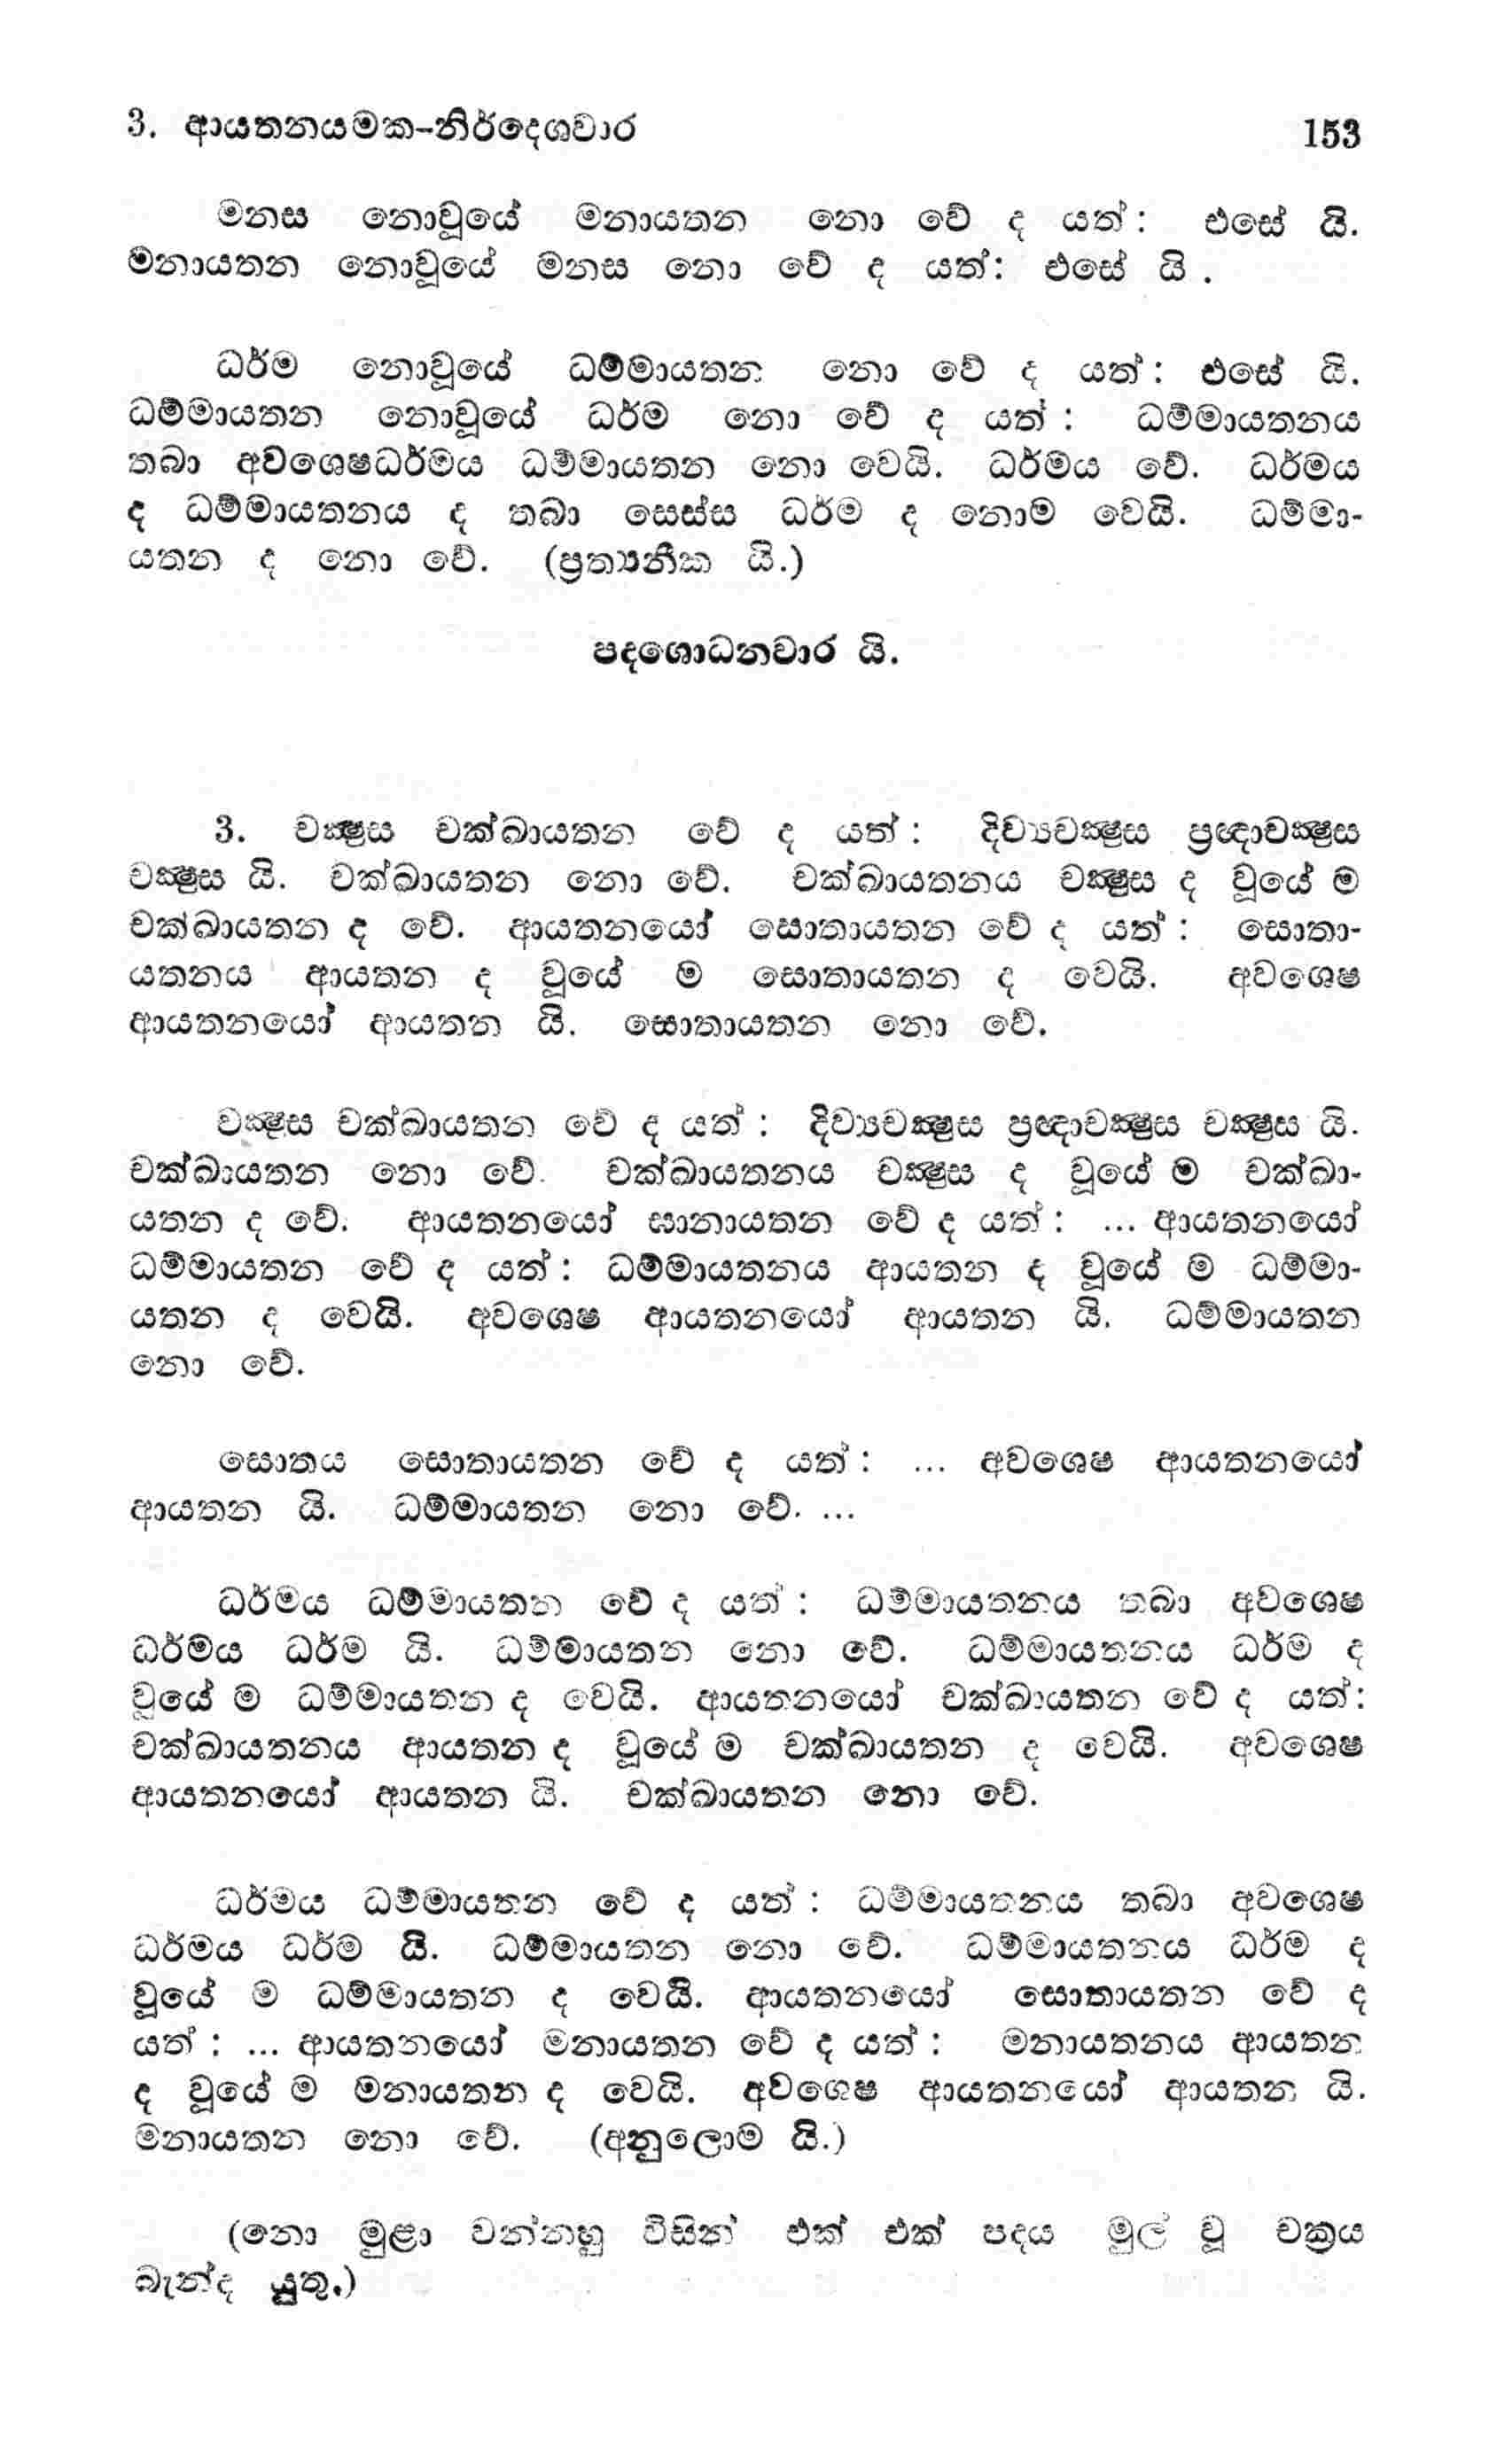 3. ආයතනයමක-නිර්දෙශවාර 153
මනස නොවූයේ මනායතන නො වේ ද යත්: එසේ යි.
මනායතන නොවූයේ මනස නො වේ ද යත්: එසේ යි.
ධර්ම නොවූයේ ධම්මායතන නො වේ ද යත්: එසේ යි.
ධම්මායතන නොවූයේ ධර්ම නො වේ ද යත්: ධම්මායතනය
තබා අවශෙෂධර්මය ධම්මායතන නො වෙයි. ධර්මය වේ. ධර්මය
ද ධම්මායතනය ද තබා සෙස්ස ධර්ම ද නොම වෙයි. ධම්මා-
යතන ද නො වේ. (ප්‍රත්‍යනීක යි.)
පදශොධනවාර යි.
3. චක්‍ෂුස චක්ඛායතන වේ ද යත්: දිව්‍යචක්‍ෂුස ප්‍රඥාචක්‍ෂුස
චක්‍ෂුස යි. චක්ඛායතන නො වේ. චක්ඛායතනය චක්‍ෂුස ද වූයේ ම
චක්ඛායතන ද වේ. ආයතනයෝ සොතායතන වේ ද යත්: සොතා-
යතනය ආයතන ද වූයේ ම සොතායතන ද වෙයි. අවශෙෂ
ආයතනයෝ ආයතන යි. සොතායතන නො වේ.
චක්‍ෂුස චක්ඛායතන වේ ද යත්: දිව්‍යචක්‍ෂුස ප්‍රඥාචක්‍ෂුස චක්‍ෂුස යි.
චක්ඛායතන නො වේ. චක්ඛායතනය චක්‍ෂුස ද වූයේ ම චක්ඛා-
යතන ද වේ. ආයතනයෝ ඝානායතන වේ ද යත්: ... ආයතනයෝ
ධම්මායතන වේ ද යත්: ධම්මායතනය ආයතන ද වූයේ ම ධම්මා-
යතන ද වෙයි. අවශෙෂ ආයතනයෝ ආයතන යි. ධම්මායතන
නො වේ.
සොතය සොතායතන වේ ද යත්: ... අවශෙෂ ආයතනයෝ
ආයතන යි. ධම්මායතන නො වේ. ...
ධර්මය ධම්මායතන වේ ද යත්: ධම්මායතනය තබා අවශෙෂ
ධර්මය ධර්ම යි. ධම්මායතන නො වේ. ධම්මායතනය ධර්ම ද
වූයේ ම ධම්මායතන ද වෙයි. ආයතනයෝ චක්ඛායතන වේ ද යත්:
චක්ඛායතනය ආයතන ද වූයේ ම චක්ඛායතන ද වෙයි. අවශෙෂ
ආයතනයෝ ආයතන යි. චක්ඛායතන නො වේ.
ධර්මය ධම්මායතන වේ ද යත්: ධම්මායතනය තබා අවශෙෂ
ධර්මය ධර්ම යි. ධම්මායතන නො වේ. ධම්මායතනය ධර්ම ද
වූයේ ම ධම්මායතන ද වෙයි. ආයතනයෝ සොතායතන වේ ද
යත්: ... ආයතනයෝ මනායතන වේ ද යත්: මනායතනය ආයතන
ද වූයේ ම මනායතන ද වෙයි. අවශෙෂ ආයතනයෝ ආයතන යි.
මනායතන නො වේ. (අනුලොම යි.)
(නො මුළා වන්නහු විසින් එක් එක් පදය මුල් වූ චක්‍රය
බැන්ද යුතු.)